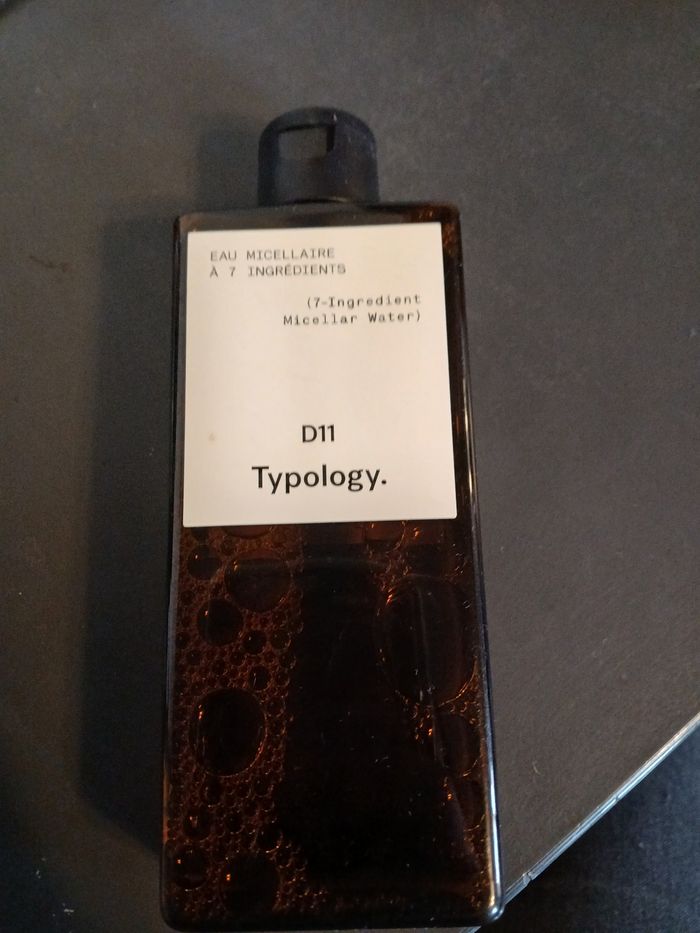 EAU MICELLAIRE
À 7 INGRÉDIENTS
(7-Ingredient
Micellar Water)
D11
Typology.